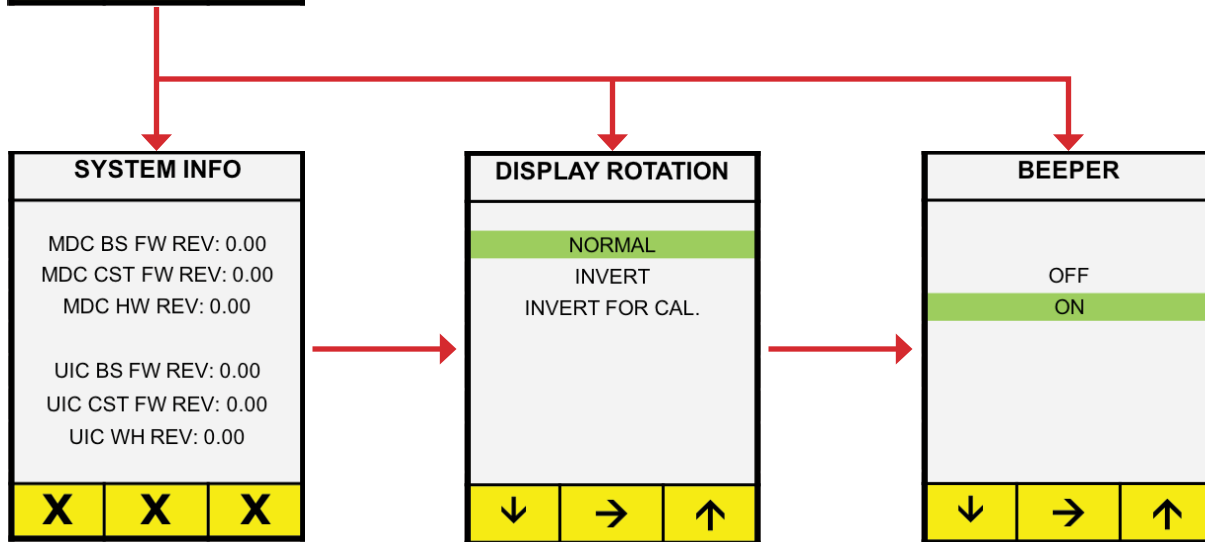 SYSTEM INFO
MDC BS FW REV: 0.00
MDC CST FW REV: 0.00
MDC HW REV: 0.00
UIC BS FW REV: 0.00
UIC CST FW REV: 0.00
UIC WH REV: 0.00
X X X
DISPLAY ROTATION
NORMAL
INVERT
INVERT FOR CAL.
↓ → ↑
BEEPER
OFF
ON
↓ → ↑